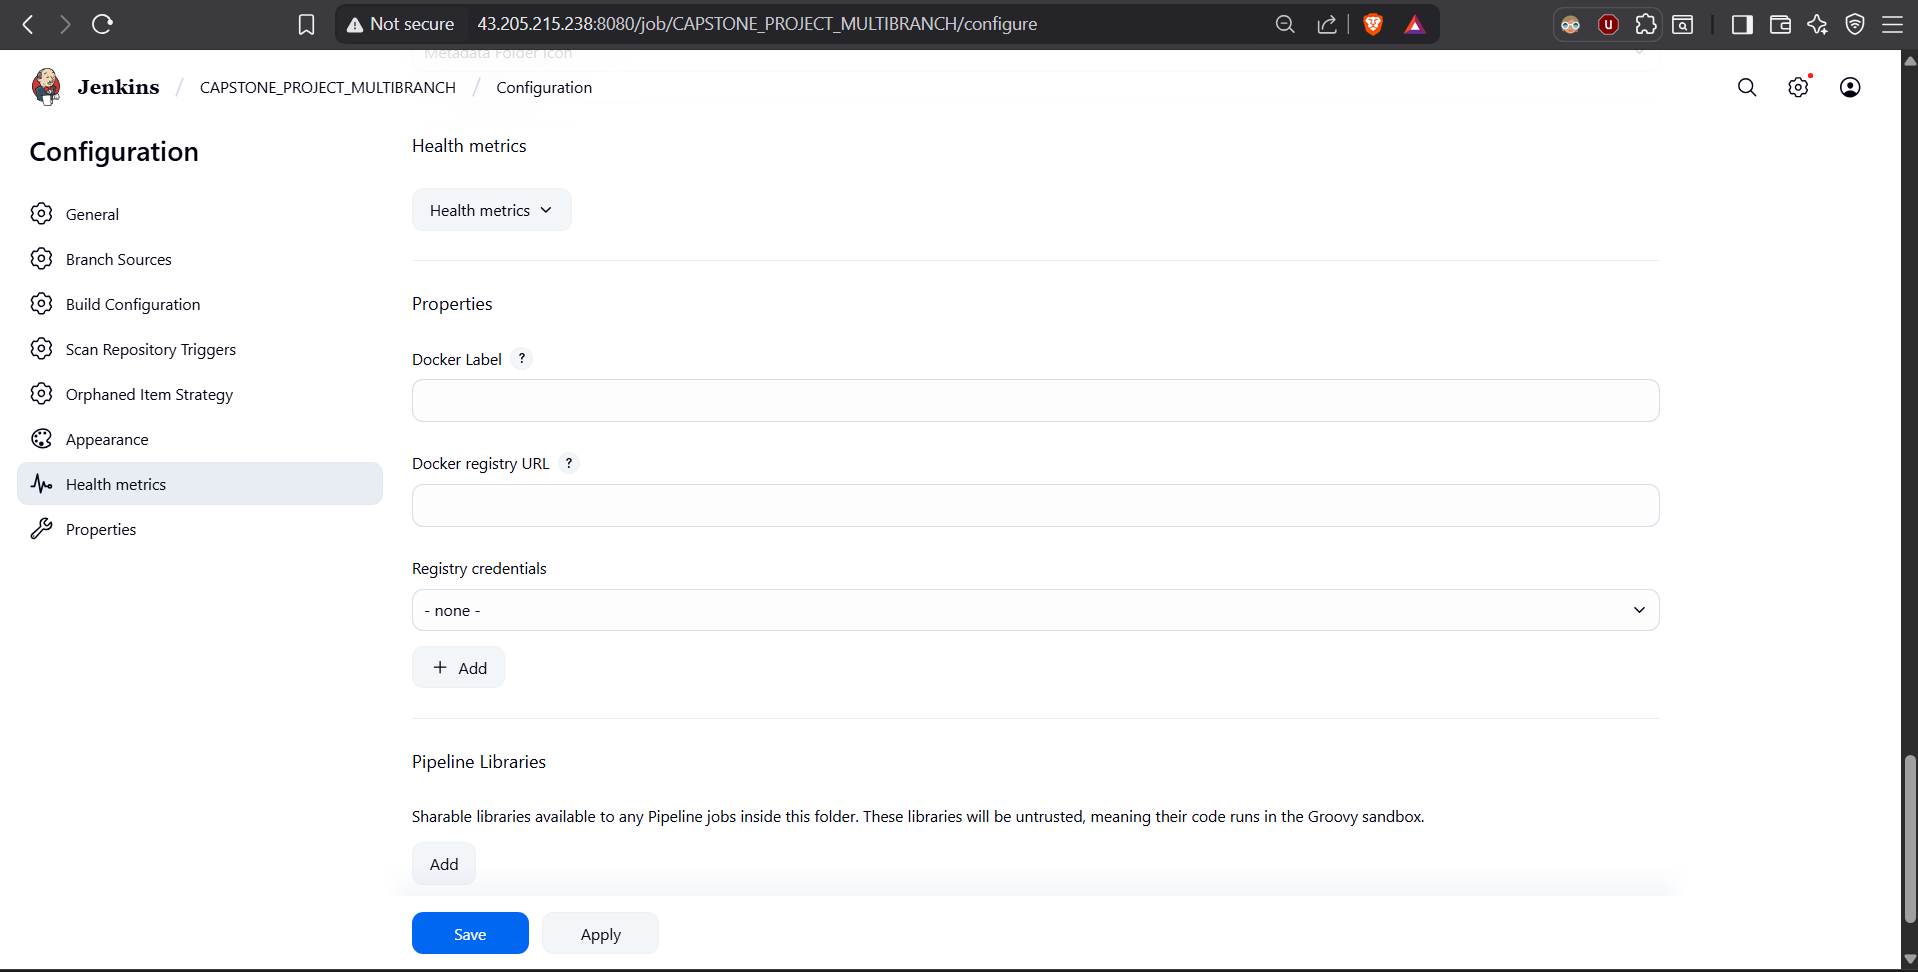 Not secure 43.205.215.238:8080/job/CAPSTONE_PROJECT_MULTIBRANCH/configure
Metadata Folder Icon
Jenkins / CAPSTONE_PROJECT_MULTIBRANCH / Configuration
Configuration
General
Branch Sources
Build Configuration
Scan Repository Triggers
Orphaned Item Strategy
Appearance
Health metrics
Properties
Health metrics
Health metrics
Properties
Docker Label ?
Docker registry URL ?
Registry credentials
- none -
+ Add
Pipeline Libraries
Sharable libraries available to any Pipeline jobs inside this folder. These libraries will be untrusted, meaning their code runs in the Groovy sandbox.
Add
Save Apply